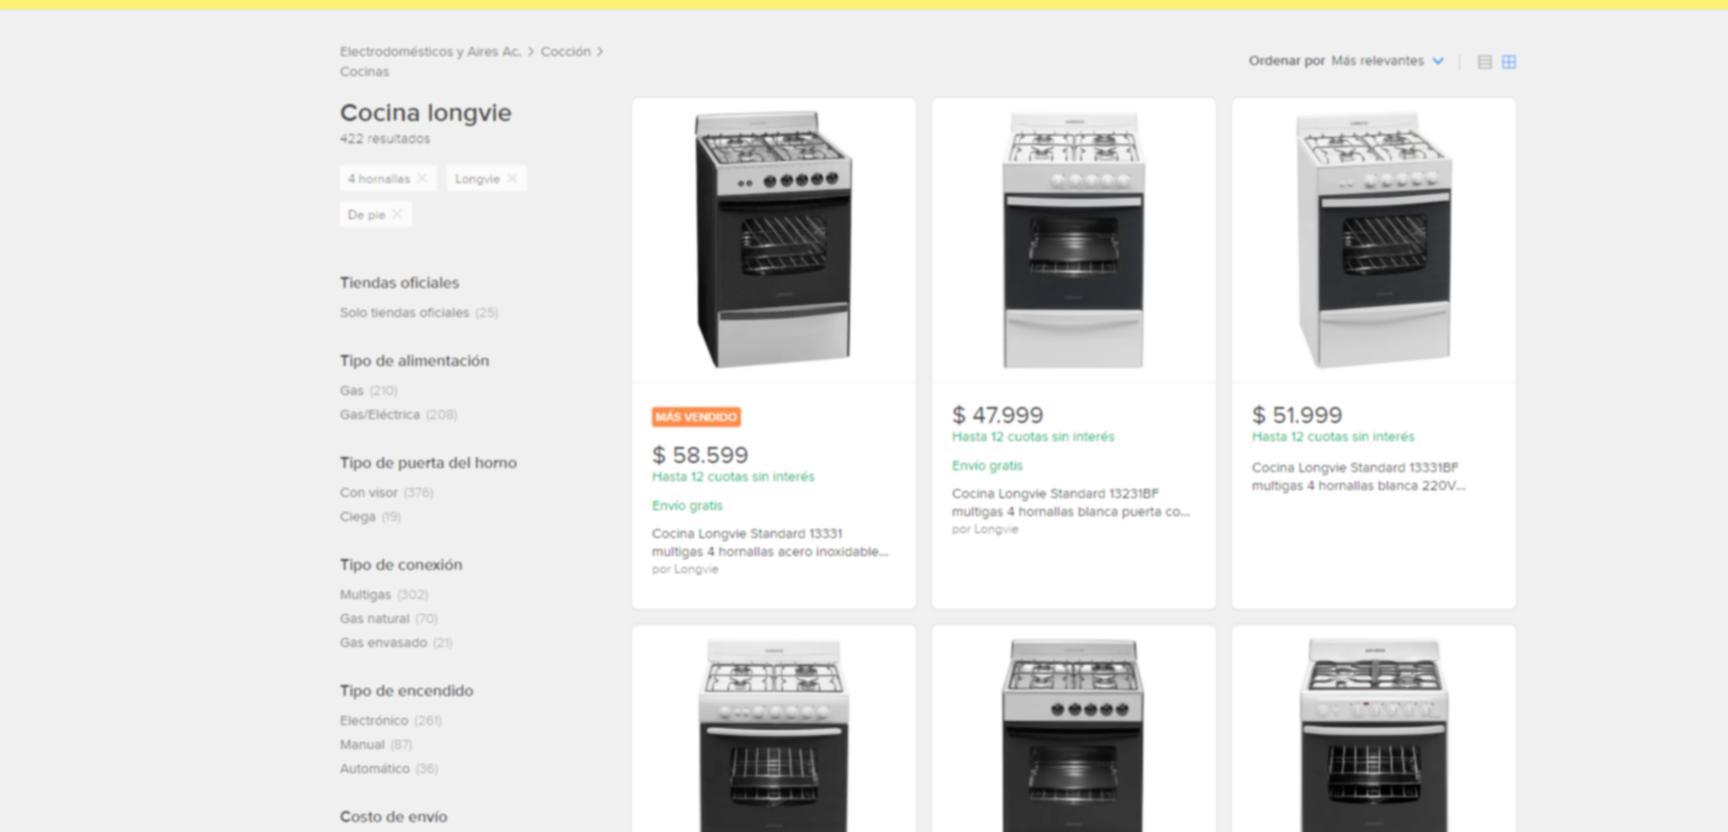 Electrodomésticos y Aires Ac. > Cocción >
Cocinas
Cocina longvie
422 resultados
4 hornallas
Longvie
De pie
Tiendas oficiales
Solo tiendas oficiales (25)
Tipo de alimentación
Gas (210)
Gas/Eléctrica (208)
Tipo de puerta del horno
Con visor (376)
Ciega (19)
Tipo de conexión
Multigas (302)
Gas natural (70)
Gas envasado (21)
Tipo de encendido
Electrónico (261)
Manual (87)
Automático (36)
Costo de envío
Ordenar por Más relevantes
MÁS VENDIDO
$ 58.599
Hasta 12 cuotas sin interés
Envío gratis
Cocina Longvie Standard 13331
multigas 4 hornallas acero inoxidable...
por Longvie
$ 47.999
Hasta 12 cuotas sin interés
Envío gratis
Cocina Longvie Standard 13231BF
multigas 4 hornallas blanca puerta co...
por Longvie
$ 51.999
Hasta 12 cuotas sin interés
Cocina Longvie Standard 13331BF
multigas 4 hornallas blanca 220V...